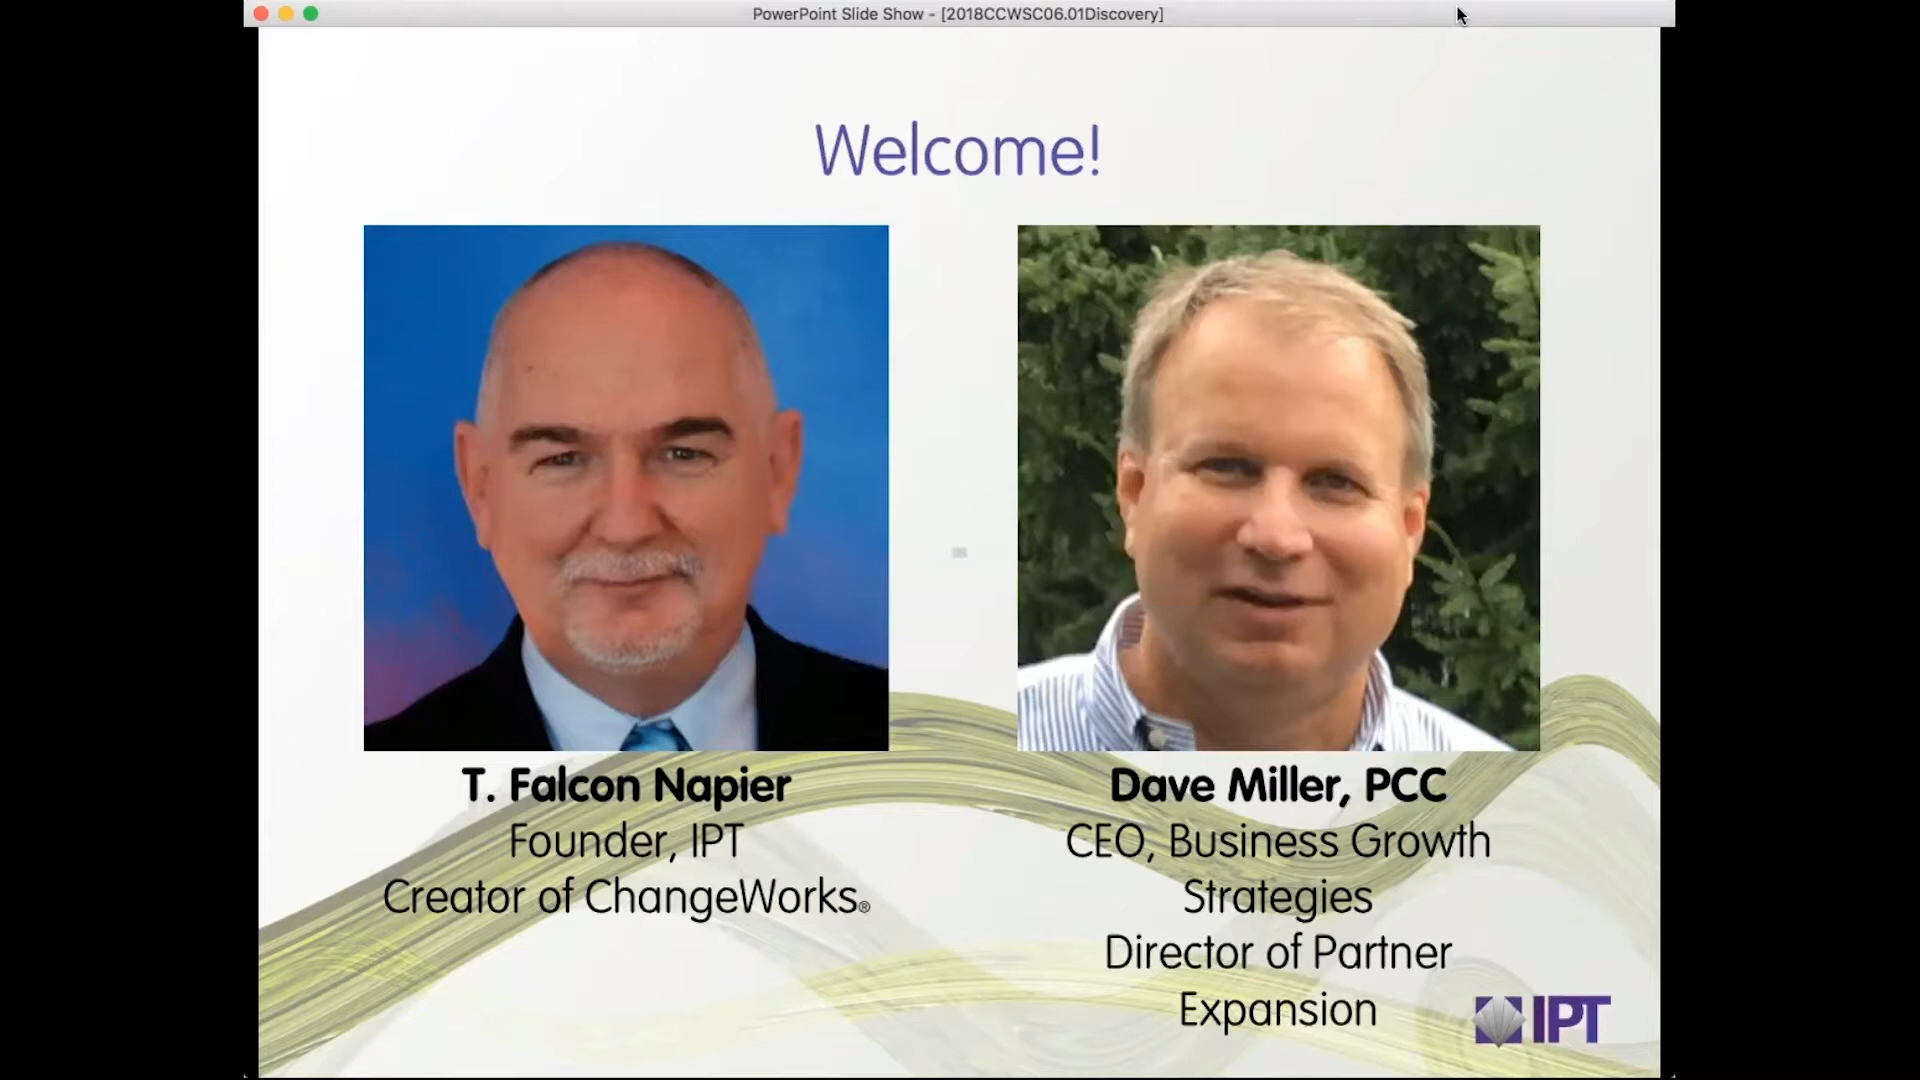 PowerPoint Slide Show - [2018CCWSC06.01Discovery]
Welcome!
T. Falcon Napier
Founder, IPT
Creator of ChangeWorks®
Dave Miller, PCC
CEO, Business Growth
Strategies
Director of Partner
Expansion
IPT